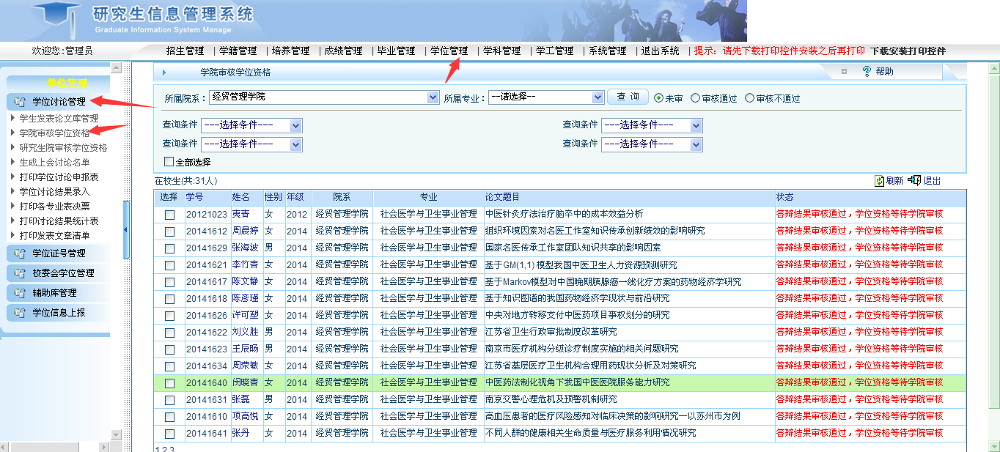 研究生信息管理系统
Graduate Information System Manage
欢迎您:管理员
招生管理 | 学籍管理 | 培养管理 | 成绩管理 | 毕业管理 | 学位管理 | 学科管理 | 学工管理 | 系统管理 | 退出系统 | 提示：请先下载打印控件安装之后再打印 下载安装打印控件
学位管理
学位讨论管理
学生发表论文库管理
学院审核学位资格
研究生院审核学位资格
生成上会讨论名单
打印学位讨论申报表
学位讨论结果录入
打印各专业表决票
打印讨论结果统计表
打印发表文章清单
学位证号管理
校委会学位管理
辅助库管理
学位信息上报
学院审核学位资格 帮助
所属院系： 经贸管理学院 所属专业： --请选择-- 查 询 未审 审核通过 审核不通过
查询条件 ---选择条件--- 查询条件 ---选择条件---
查询条件 ---选择条件--- 查询条件 ---选择条件---
全部选择
在校生(共:31人) 刷新 退出
选择 学号 姓名 性别 年级 院系 专业 论文题目 状态
20121023 夷青 女 2012 经贸管理学院 社会医学与卫生事业管理 中医针灸疗法治疗脑卒中的成本效益分析 答辩结果审核通过，学位资格等待学院审核
20141612 周晨婷 女 2014 经贸管理学院 社会医学与卫生事业管理 组织环境因素对名医工作室知识传承创新绩效的影响研究 答辩结果审核通过，学位资格等待学院审核
20141629 张海波 男 2014 经贸管理学院 社会医学与卫生事业管理 国家名医传承工作室团队知识共享的影响因素 答辩结果审核通过，学位资格等待学院审核
20141621 李竹青 女 2014 经贸管理学院 社会医学与卫生事业管理 基于GM(1,1)模型我国中医卫生人力资源预测研究 答辩结果审核通过，学位资格等待学院审核
20141617 陈文静 女 2014 经贸管理学院 社会医学与卫生事业管理 基于Markov模型对中国晚期胰腺癌一线化疗方案的药物经济学研究 答辩结果审核通过，学位资格等待学院审核
20141618 陈彦瑾 女 2014 经贸管理学院 社会医学与卫生事业管理 基于知识图谱的我国药物经济学现状与前沿研究 答辩结果审核通过，学位资格等待学院审核
20141626 许可塑 女 2014 经贸管理学院 社会医学与卫生事业管理 中央对地方转移支付中医药项目事权划分的研究 答辩结果审核通过，学位资格等待学院审核
20141622 刘义胜 男 2014 经贸管理学院 社会医学与卫生事业管理 江苏省卫生行政审批制度改革研究 答辩结果审核通过，学位资格等待学院审核
20141623 王辰旸 男 2014 经贸管理学院 社会医学与卫生事业管理 南京市医疗机构分级诊疗制度实施的相关问题研究 答辩结果审核通过，学位资格等待学院审核
20141634 周荣敏 女 2014 经贸管理学院 社会医学与卫生事业管理 江苏省基层医疗卫生机构合理用药现状分析及对策研究 答辩结果审核通过，学位资格等待学院审核
20141640 闵晓青 女 2014 经贸管理学院 社会医学与卫生事业管理 中医药法制化视角下我国中医医院服务能力研究 答辩结果审核通过，学位资格等待学院审核
20141631 张磊 男 2014 经贸管理学院 社会医学与卫生事业管理 南京交警心理危机及预警机制研究 答辩结果审核通过，学位资格等待学院审核
20141610 项高悦 女 2014 经贸管理学院 社会医学与卫生事业管理 高血压患者的医疗风险感知对临床决策的影响研究一以苏州市为例 答辩结果审核通过，学位资格等待学院审核
20141641 张丹 女 2014 经贸管理学院 社会医学与卫生事业管理 不同人群的健康相关生命质量与医疗服务利用情况研究 答辩结果审核通过，学位资格等待学院审核
1 2 3